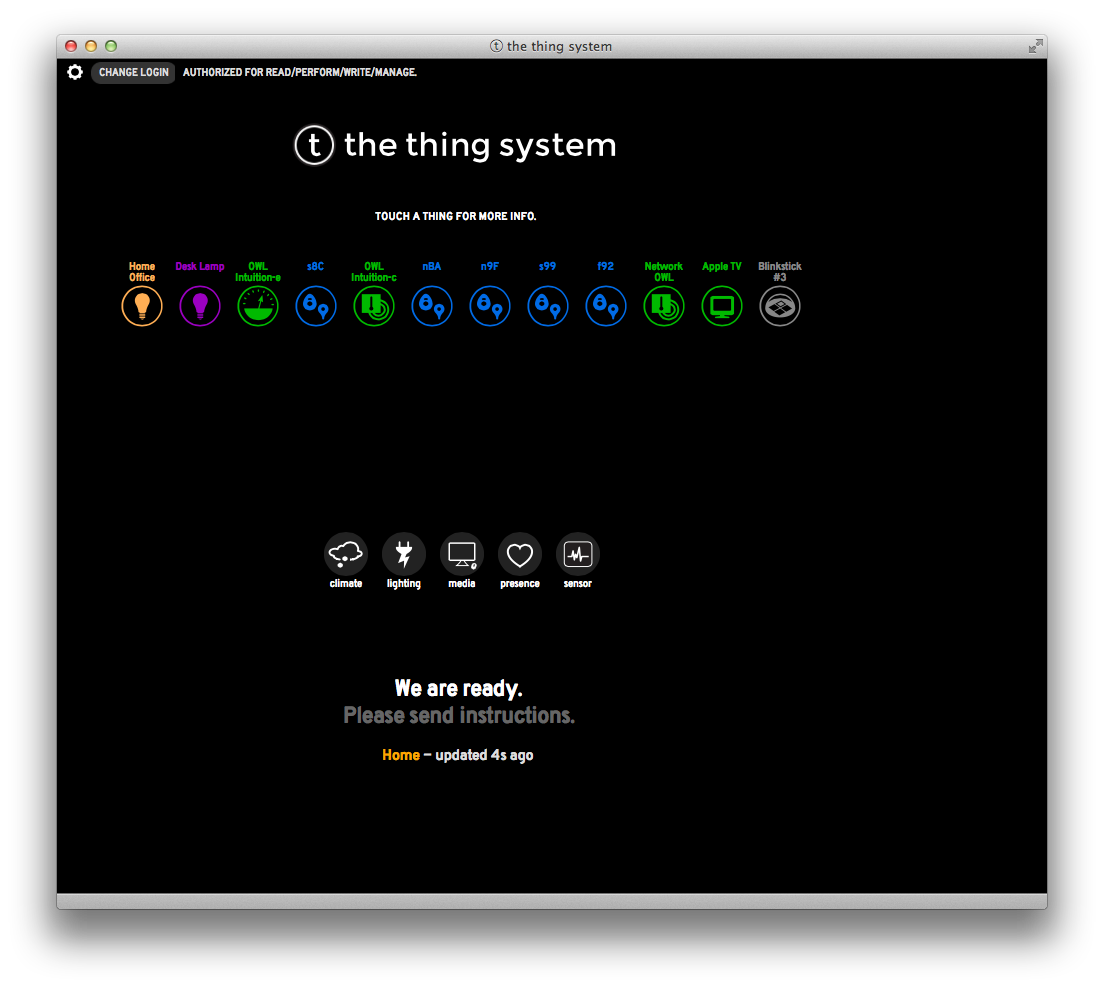 the thing system
CHANGE LOGIN AUTHORIZED FOR READ/PERFORM/WRITE/MANAGE.
t the thing system
TOUCH A THING FOR MORE INFO.
Home Office
Desk Lamp
OWL Intuition-e
s8C
OWL Intuition-c
nBA
n9F
s99
f92
Network OWL
Apple TV
Blinkstick #3
climate
lighting
media
presence
sensor
We are ready.
Please send instructions.
Home – updated 4s ago